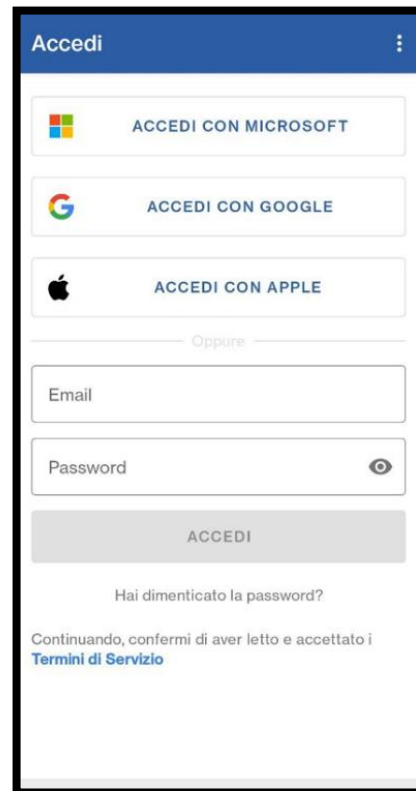 Accedi
ACCEDI CON MICROSOFT
ACCEDI CON GOOGLE
ACCEDI CON APPLE
Oppure
Email
Password
ACCEDI
Hai dimenticato la password?
Continuando, confermi di aver letto e accettato i
Termini di Servizio